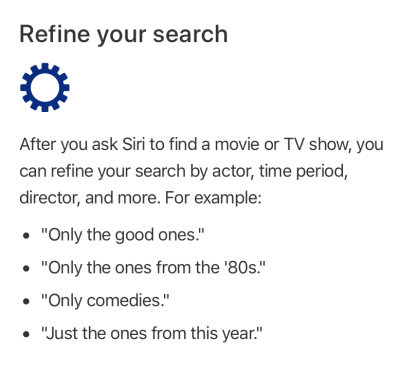 Refine your search
After you ask Siri to find a movie or TV show, you
can refine your search by actor, time period,
director, and more. For example:
• "Only the good ones."
• "Only the ones from the '80s."
• "Only comedies."
• "Just the ones from this year."